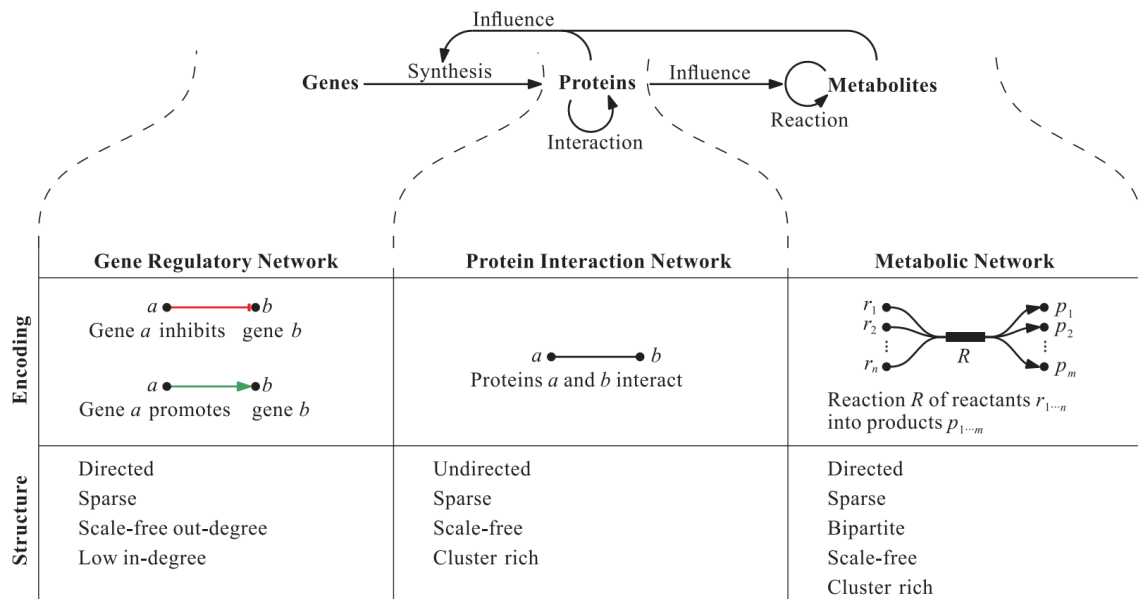 Influence
Synthesis
Genes
Proteins
Influence
Metabolites
Interaction
Reaction
Gene Regulatory Network
Protein Interaction Network
Metabolic Network
Encoding
a b
Gene a inhibits gene b
a b
Gene a promotes gene b
a b
Proteins a and b interact
r1 p1
r2 p2
⋮ ⋮
R
rn pm
Reaction R of reactants r1···n
into products p1···m
Structure
Directed
Sparse
Scale-free out-degree
Low in-degree
Undirected
Sparse
Scale-free
Cluster rich
Directed
Sparse
Bipartite
Scale-free
Cluster rich